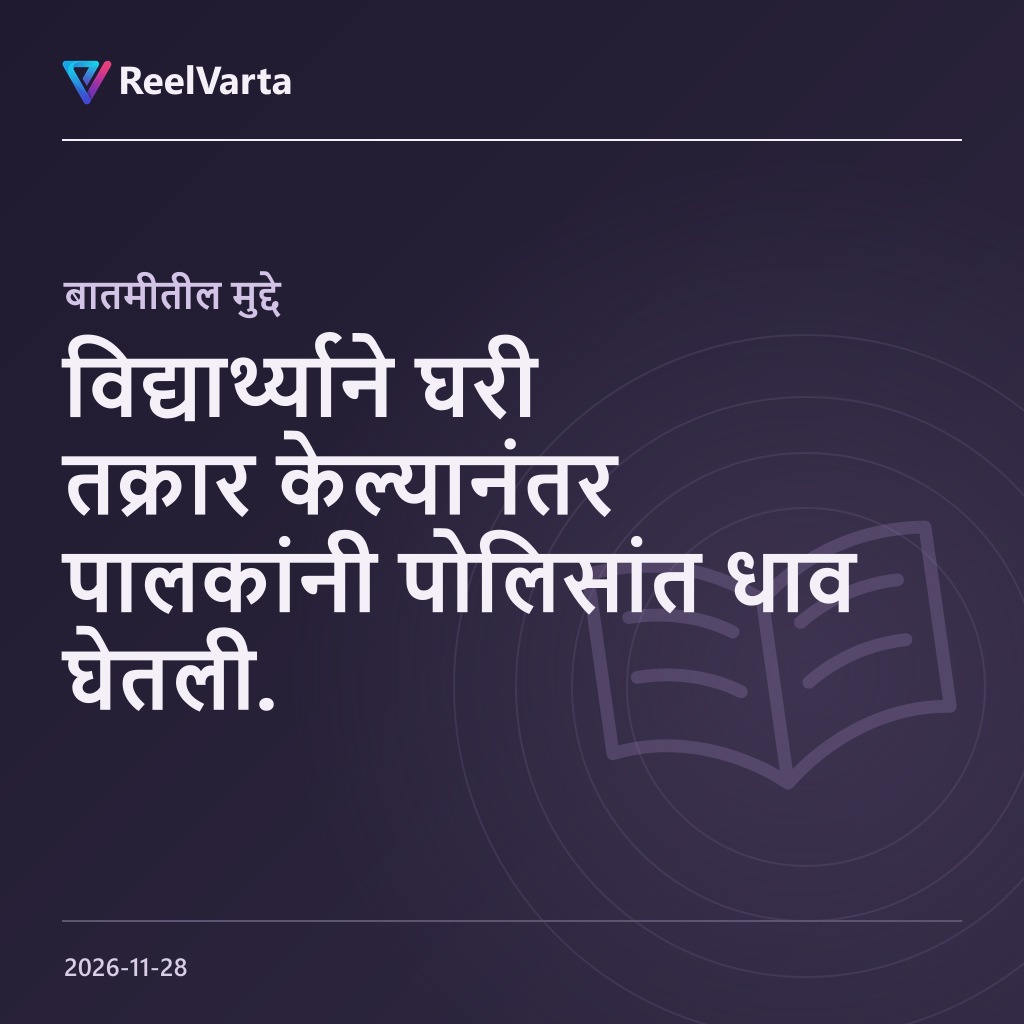 ReelVarta
बातमीतील मुद्दे
विद्यार्थ्याने घरी
तक्रार केल्यानंतर
पालकांनी पोलिसांत धाव
घेतली.
2026-11-28